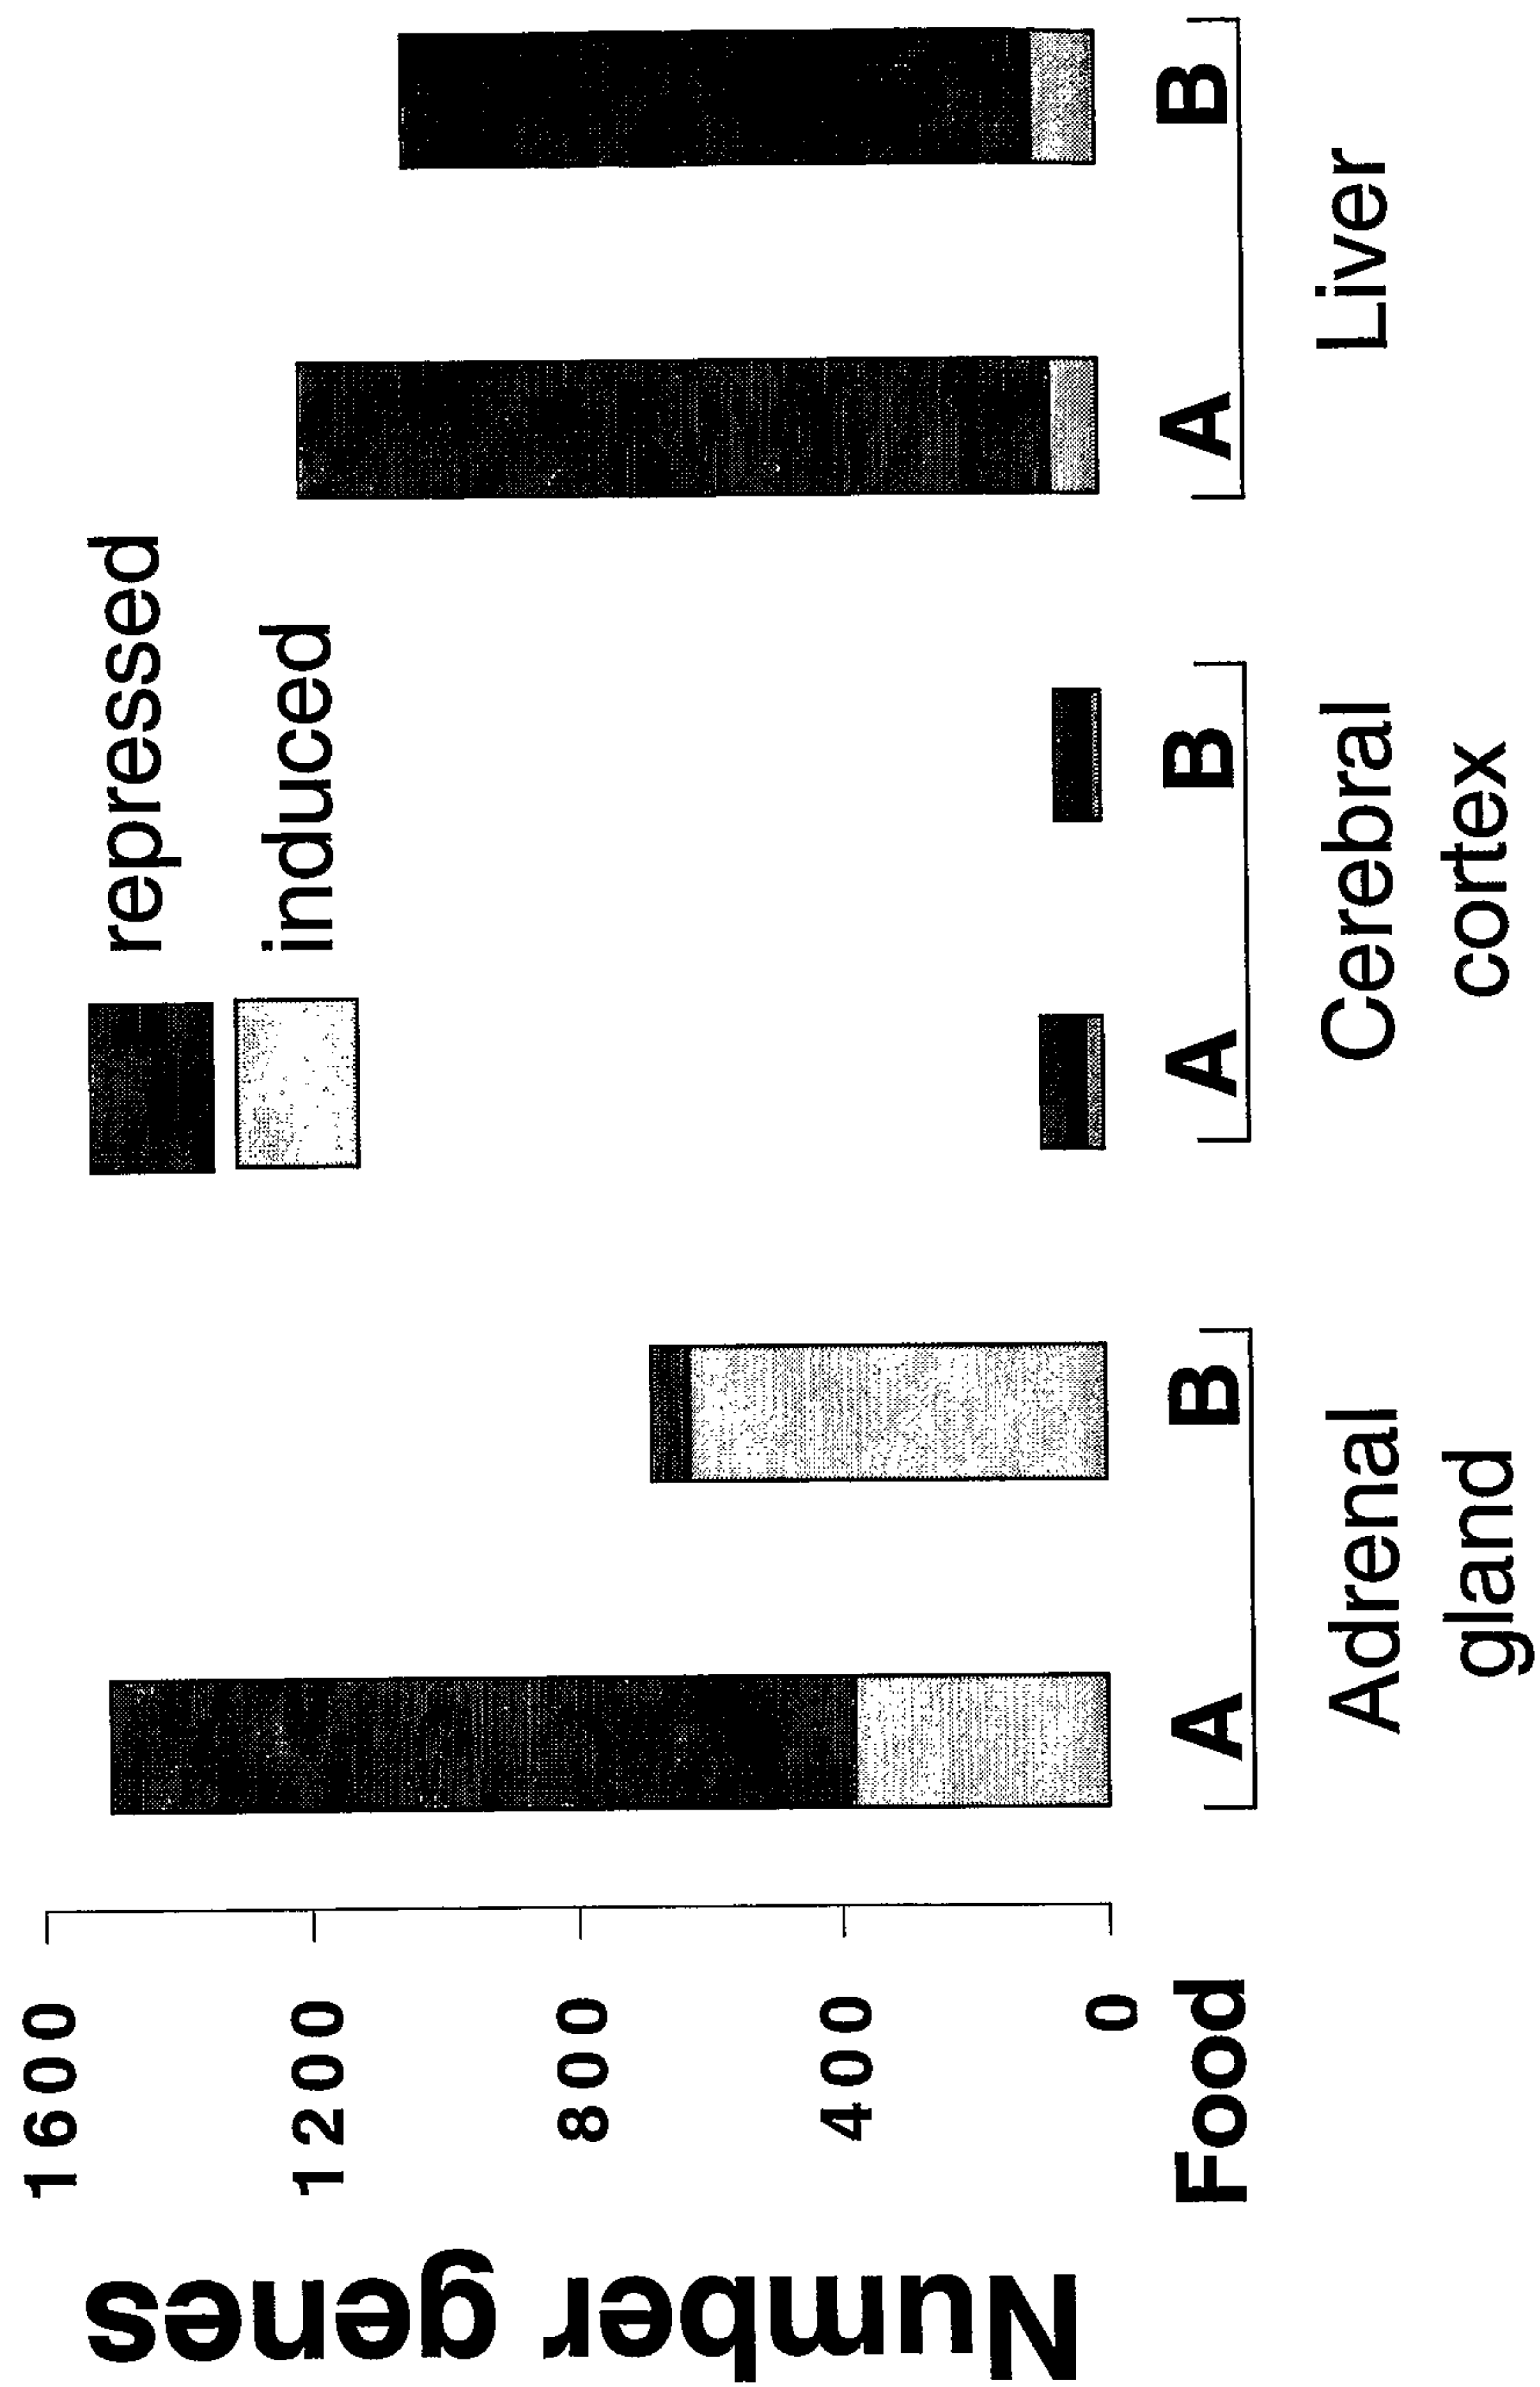 Number genes
1600
1200
800
400
0
repressed
induced
Food
A
B
A
B
A
B
Adrenal
gland
Cerebral
cortex
Liver